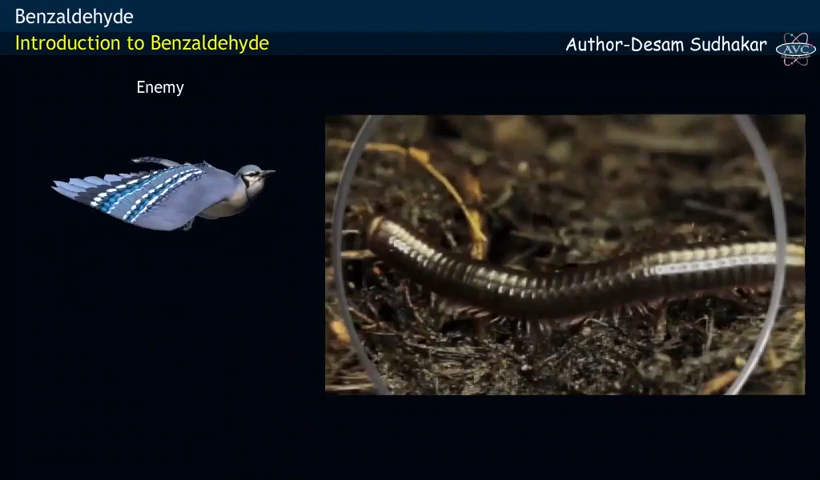 Benzaldehyde
Introduction to Benzaldehyde
Author-Desam Sudhakar
AVC
Enemy